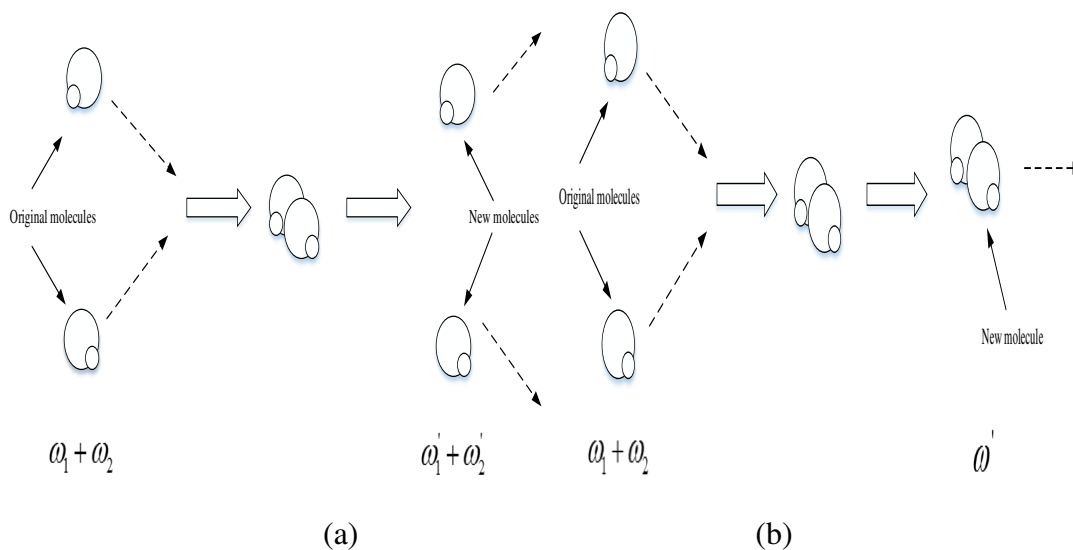 Original molecules
New molecules
ω₁ + ω₂
ω₁' + ω₂'
(a)
Original molecules
New molecule
ω₁ + ω₂
ω'
(b)